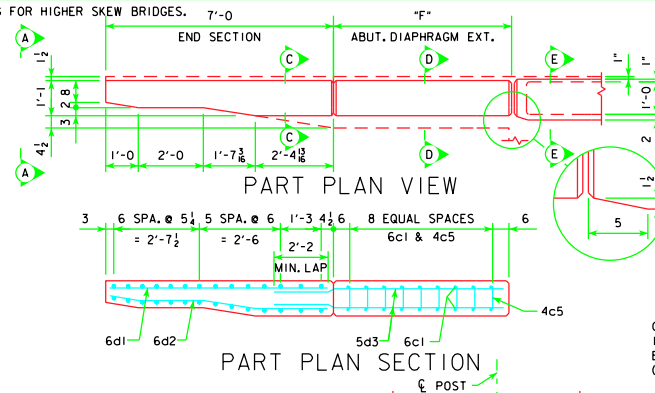 S FOR HIGHER SKEW BRIDGES.
7'-0
"F"
END SECTION
ABUT. DIAPHRAGM EXT.
A
C
D
E
1 1/2
1'-1
8
2
3
4 1/2
1"
1"
1'-0
2
1 1/2
A
C
D
E
1'-0
2'-0
1'-7 3/16
2'-4 13/16
5
PART PLAN VIEW
3
6 SPA. @ 5 1/4
= 2'-7 1/2
5 SPA. @ 6
= 2'-6
1'-3
4 1/2
6
8 EQUAL SPACES
6c1 & 4c5
6
2'-2
MIN. LAP
6d1
6d2
5d3
6c1
4c5
PART PLAN SECTION
℄ POST